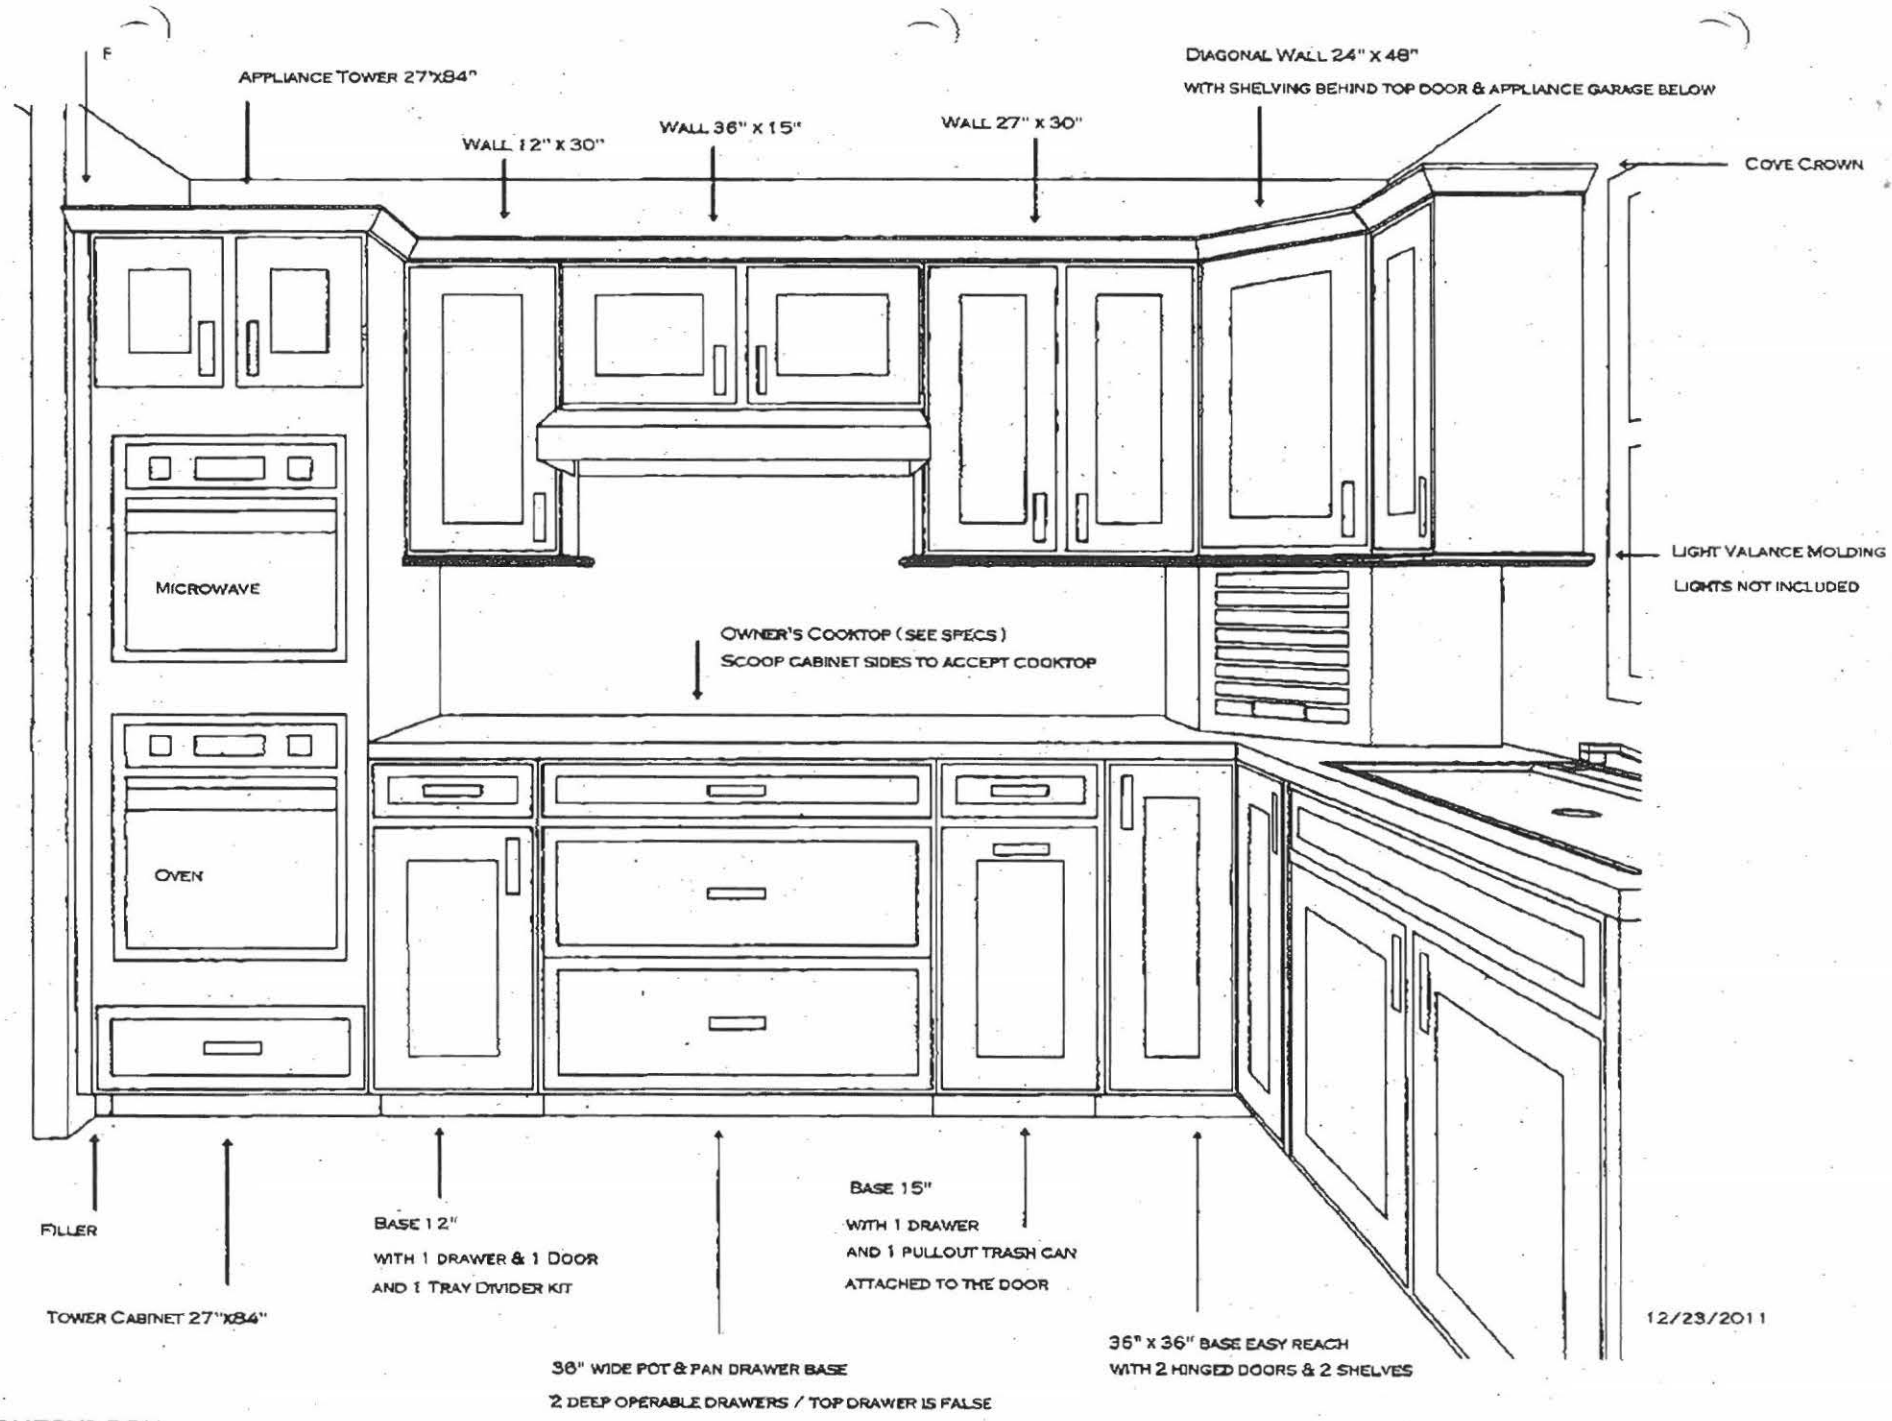 F
APPLIANCE TOWER 27"X84"
WALL 12" X 30"
WALL 36" X 15"
WALL 27" X 30"
DIAGONAL WALL 24" X 48"
WITH SHELVING BEHIND TOP DOOR & APPLIANCE GARAGE BELOW
COVE CROWN
LIGHT VALANCE MOLDING
LIGHTS NOT INCLUDED
MICROWAVE
OWNER'S COOKTOP (SEE SPECS)
SCOOP CABINET SIDES TO ACCEPT COOKTOP
OVEN
FILLER
TOWER CABINET 27"X84"
BASE 12"
WITH 1 DRAWER & 1 DOOR
AND 1 TRAY DIVIDER KIT
36" WIDE POT & PAN DRAWER BASE
2 DEEP OPERABLE DRAWERS / TOP DRAWER IS FALSE
BASE 15"
WITH 1 DRAWER
AND 1 PULLOUT TRASH CAN
ATTACHED TO THE DOOR
36" X 36" BASE EASY REACH
WITH 2 HINGED DOORS & 2 SHELVES
12/23/2011